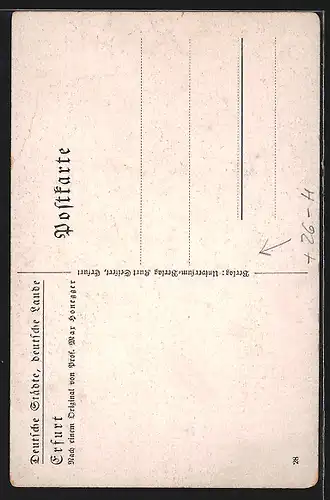 Deutsche Städte, deutsche Lande
Erfurt
Nach einem Original von Prof. Max Honegger
Postkarte
Verlag: Universum-Verlag Kurt Seifert, Erfurt
28
+ 26 - H